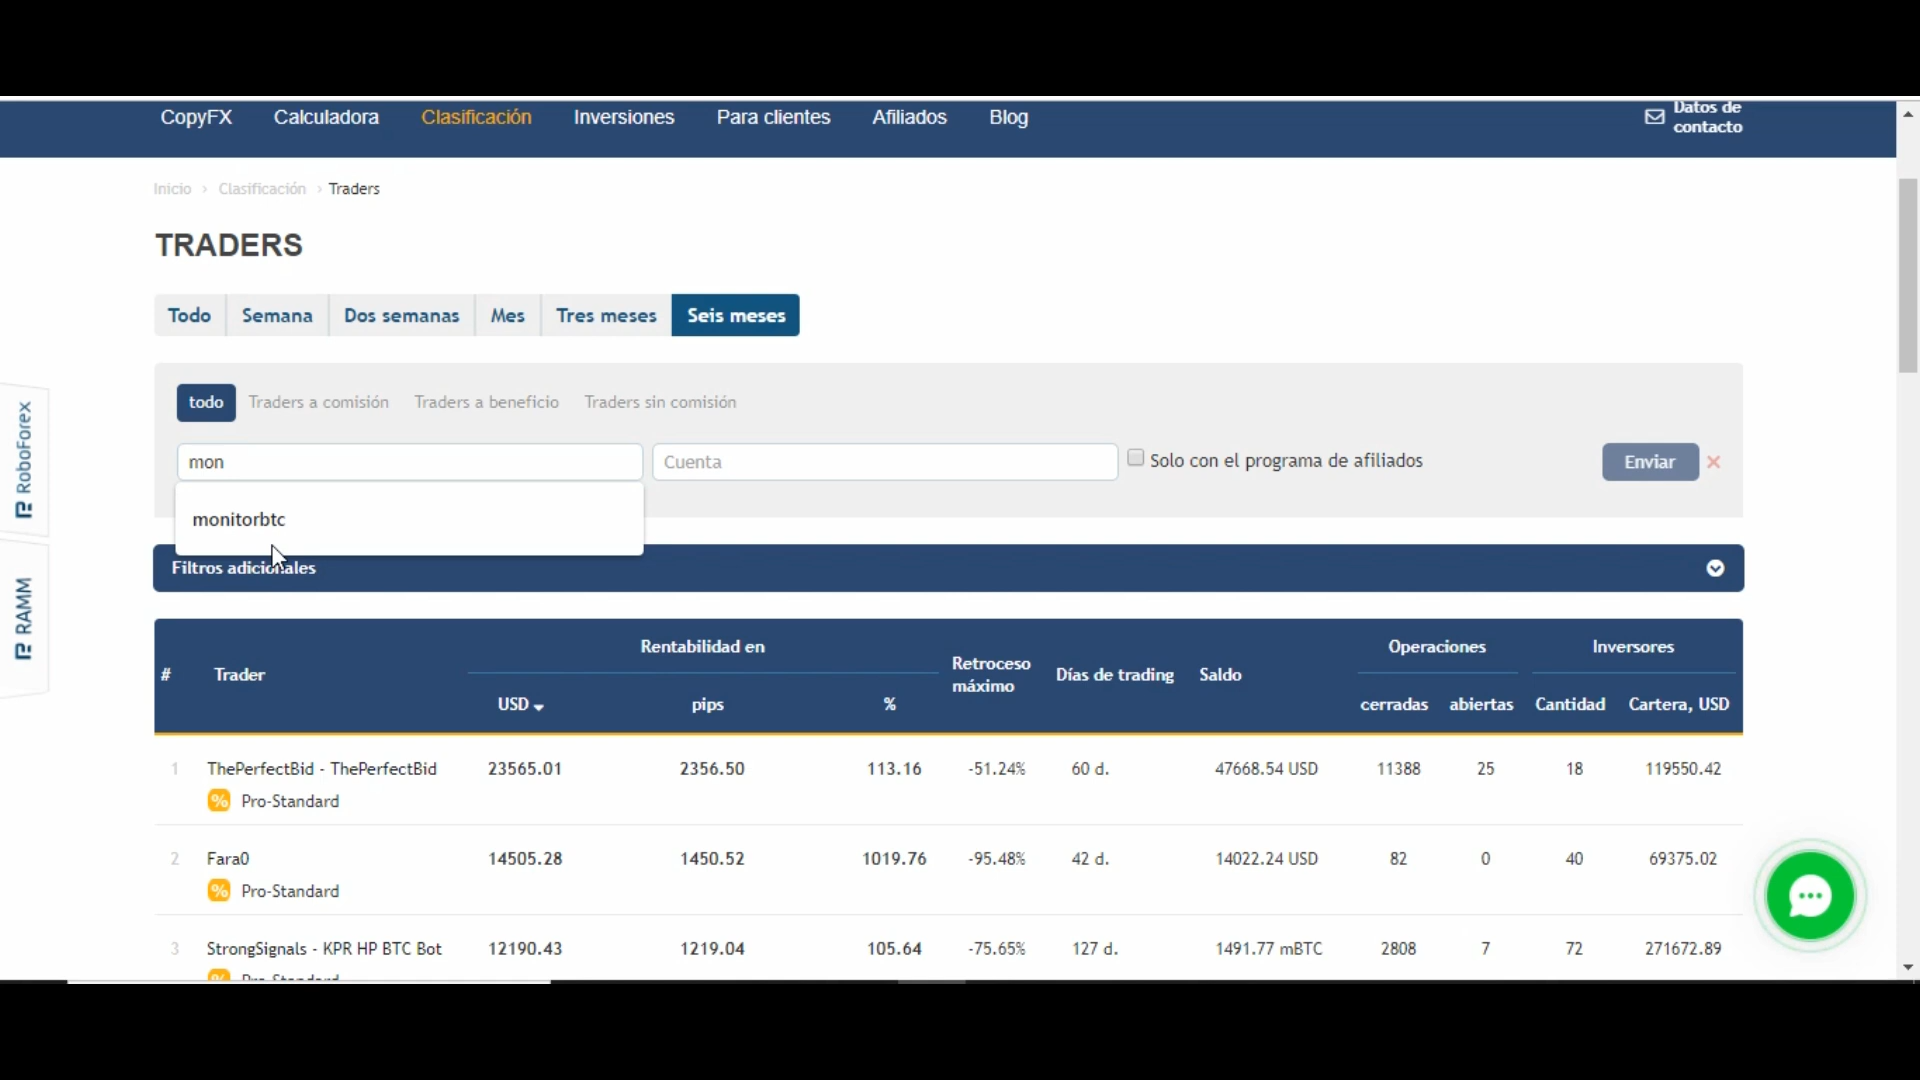 CopyFX Calculadora Clasificación Inversiones Para clientes Afiliados Blog
Datos de
contacto
Inicio › Clasificación › Traders
TRADERS
Todo Semana Dos semanas Mes Tres meses Seis meses
todo Traders a comisión Traders a beneficio Traders sin comisión
mon Cuenta Solo con el programa de afiliados Enviar
monitorbtc
Filtros adicionales
RoboForex
RAMM
Rentabilidad en Operaciones Inversores
# Trader Retroceso máximo Días de trading Saldo
USD pips % cerradas abiertas Cantidad Cartera, USD
1 ThePerfectBid - ThePerfectBid 23565.01 2356.50 113.16 -51.24% 60 d. 47668.54 USD 11388 25 18 119550.42
% Pro-Standard
2 Fara0 14505.28 1450.52 1019.76 -95.48% 42 d. 14022.24 USD 82 0 40 69375.02
% Pro-Standard
3 StrongSignals - KPR HP BTC Bot 12190.43 1219.04 105.64 -75.65% 127 d. 1491.77 mBTC 2808 7 72 271672.89
% Pro-Standard